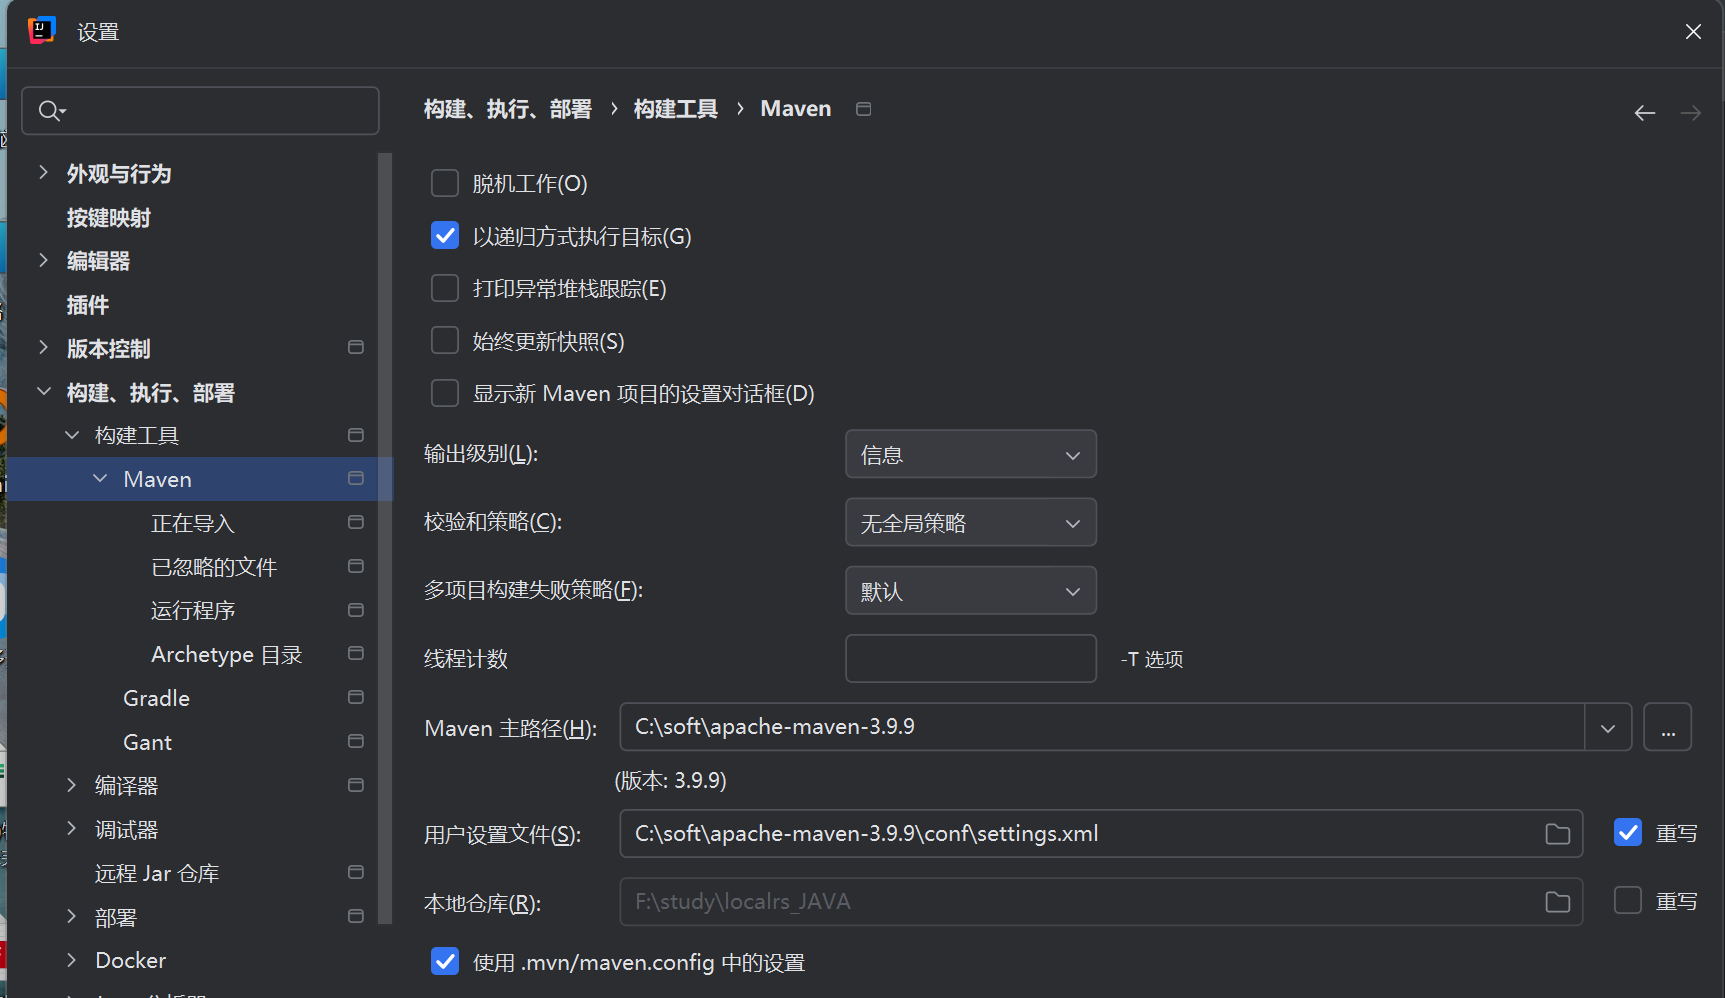 设置
外观与行为
按键映射
编辑器
插件
版本控制
构建、执行、部署
构建工具
Maven
正在导入
已忽略的文件
运行程序
Archetype 目录
Gradle
Gant
编译器
调试器
远程 Jar 仓库
部署
Docker
构建、执行、部署 › 构建工具 › Maven
脱机工作(O)
以递归方式执行目标(G)
打印异常堆栈跟踪(E)
始终更新快照(S)
显示新 Maven 项目的设置对话框(D)
输出级别(L): 信息
校验和策略(C): 无全局策略
多项目构建失败策略(F): 默认
线程计数 -T 选项
Maven 主路径(H): C:\soft\apache-maven-3.9.9 ...
(版本: 3.9.9)
用户设置文件(S): C:\soft\apache-maven-3.9.9\conf\settings.xml 重写
本地仓库(R): F:\study\localrs_JAVA 重写
使用 .mvn/maven.config 中的设置